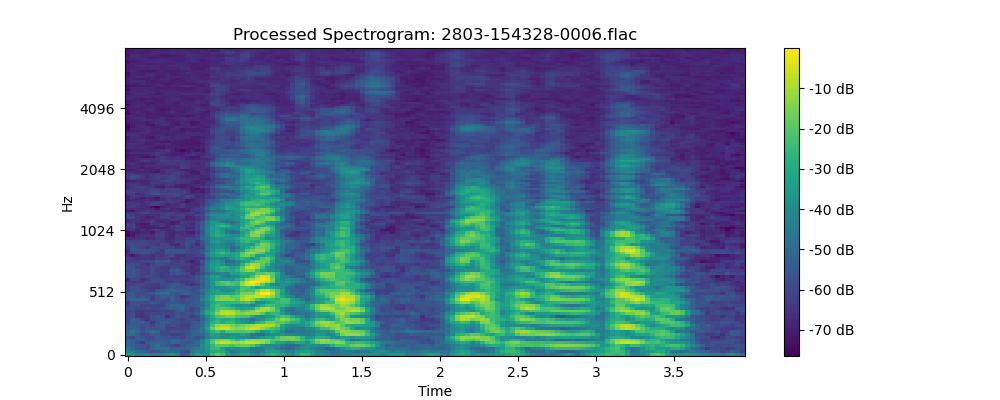 Processed Spectrogram: 2803-154328-0006.flac
4096
2048
1024
512
0
Hz
0
0.5
1
1.5
2
2.5
3
3.5
Time
-10 dB
-20 dB
-30 dB
-40 dB
-50 dB
-60 dB
-70 dB